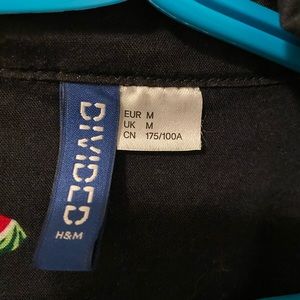 DIVIDED
H&M
EUR M
UK M
CN 175/100A